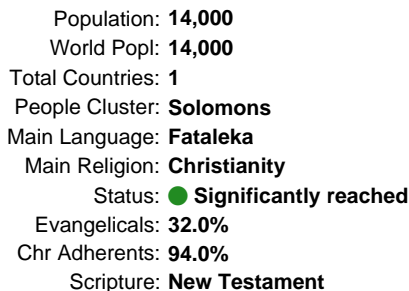 Population: 14,000
World Popl: 14,000
Total Countries: 1
People Cluster: Solomons
Main Language: Fataleka
Main Religion: Christianity
Status: Significantly reached
Evangelicals: 32.0%
Chr Adherents: 94.0%
Scripture: New Testament